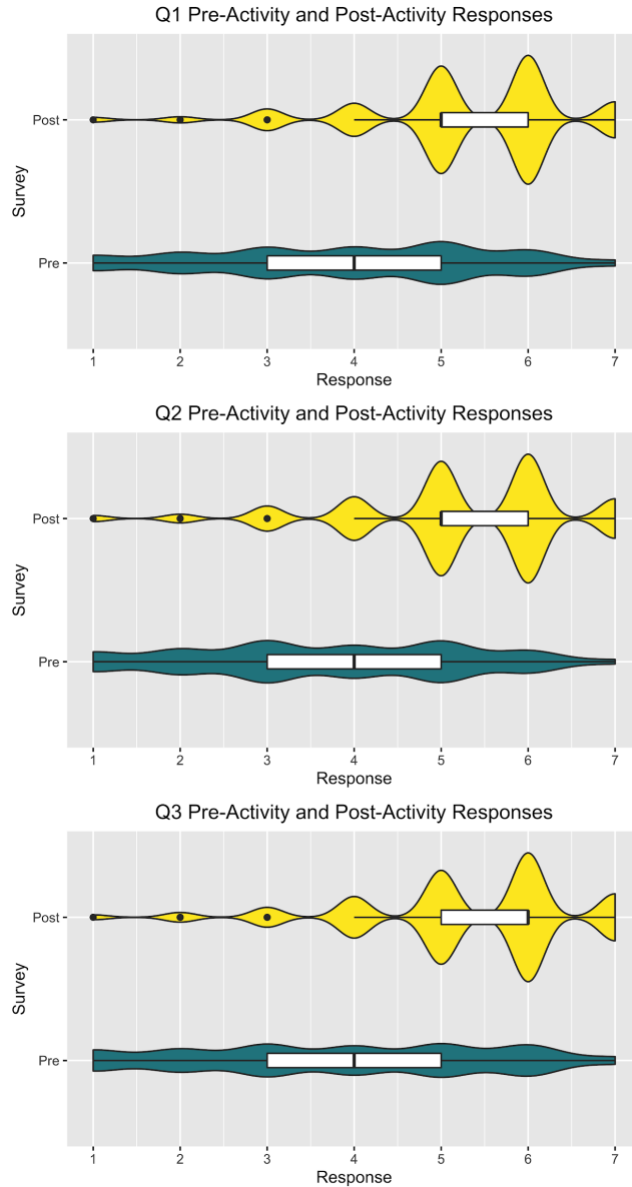 Q1 Pre-Activity and Post-Activity Responses
Post
Survey
Pre
1 2 3 4 5 6 7
Response
Q2 Pre-Activity and Post-Activity Responses
Post
Survey
Pre
1 2 3 4 5 6 7
Response
Q3 Pre-Activity and Post-Activity Responses
Post
Survey
Pre
1 2 3 4 5 6 7
Response